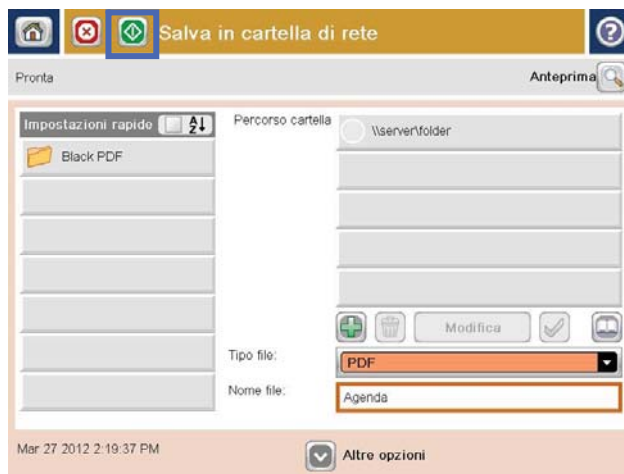 Salva in cartella di rete
Pronta
Anteprima
Impostazioni rapide
A
Z
Percorso cartella
\\server\folder
Black PDF
Modifica
Tipo file:
PDF
Nome file:
Agenda
Mar 27 2012 2:19:37 PM
Altre opzioni